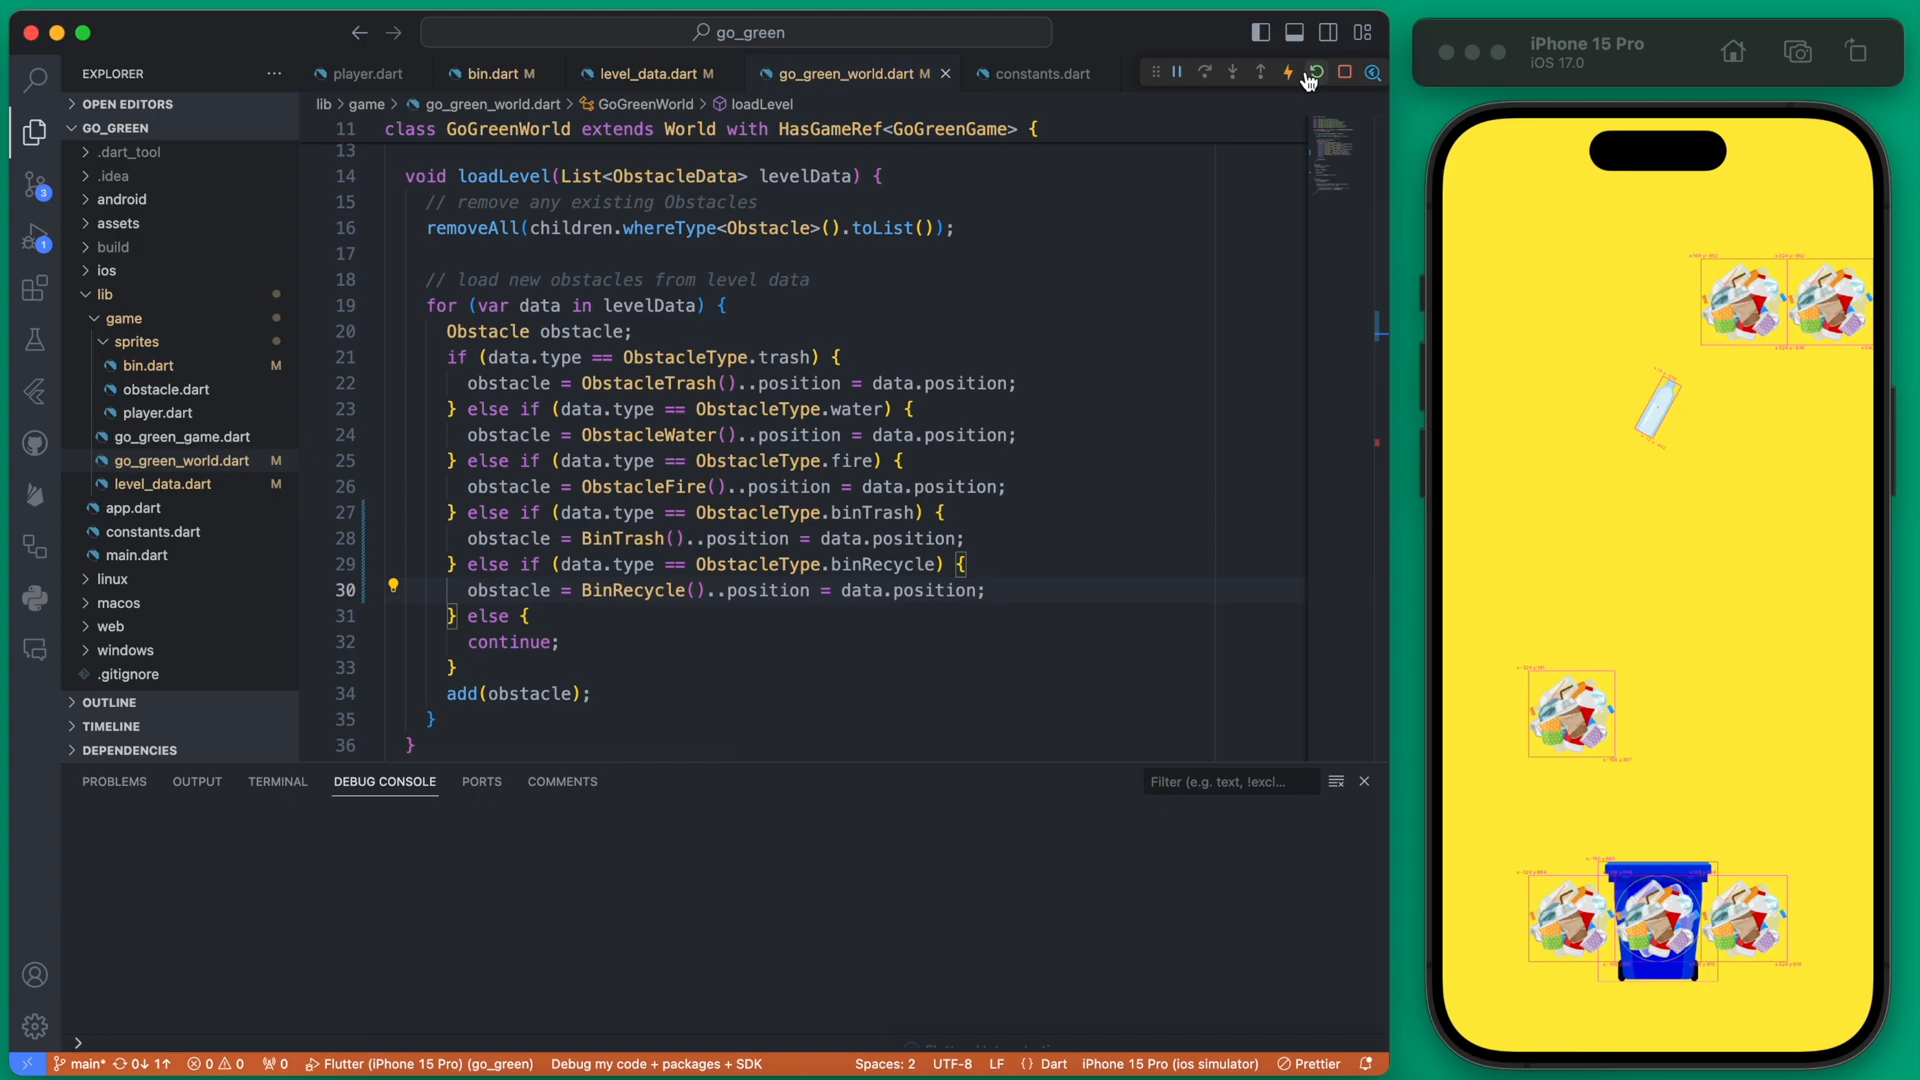 go_green
iPhone 15 Pro
iOS 17.0
EXPLORER
player.dart
bin.dart M
level_data.dart M
go_green_world.dart M
constants.dart
OPEN EDITORS
lib > game > go_green_world.dart > GoGreenWorld > loadLevel
GO_GREEN
11 class GoGreenWorld extends World with HasGameRef<GoGreenGame> {
.dart_tool
13
.idea
14 void loadLevel(List<ObstacleData> levelData) {
android
15 // remove any existing Obstacles
assets
16 removeAll(children.whereType<Obstacle>().toList());
build
17
ios
18 // load new obstacles from level data
lib
19 for (var data in levelData) {
game
20 Obstacle obstacle;
sprites
21 if (data.type == ObstacleType.trash) {
bin.dart M
22 obstacle = ObstacleTrash()..position = data.position;
obstacle.dart
23 } else if (data.type == ObstacleType.water) {
player.dart
24 obstacle = ObstacleWater()..position = data.position;
go_green_game.dart
25 } else if (data.type == ObstacleType.fire) {
go_green_world.dart M
26 obstacle = ObstacleFire()..position = data.position;
level_data.dart M
27 } else if (data.type == ObstacleType.binTrash) {
app.dart
28 obstacle = BinTrash()..position = data.position;
constants.dart
29 } else if (data.type == ObstacleType.binRecycle) {
main.dart
30 obstacle = BinRecycle()..position = data.position;
linux
31 } else {
macos
32 continue;
web
33 }
windows
34 add(obstacle);
.gitignore
35 }
OUTLINE
36 }
TIMELINE
DEPENDENCIES
3
1
PROBLEMS OUTPUT TERMINAL DEBUG CONSOLE PORTS COMMENTS
Filter (e.g. text, !excl...
>
main* 0↓ 1↑ 0 0 0 Flutter (iPhone 15 Pro) (go_green) Debug my code + packages + SDK
Spaces: 2 UTF-8 LF {} Dart iPhone 15 Pro (ios simulator) Prettier